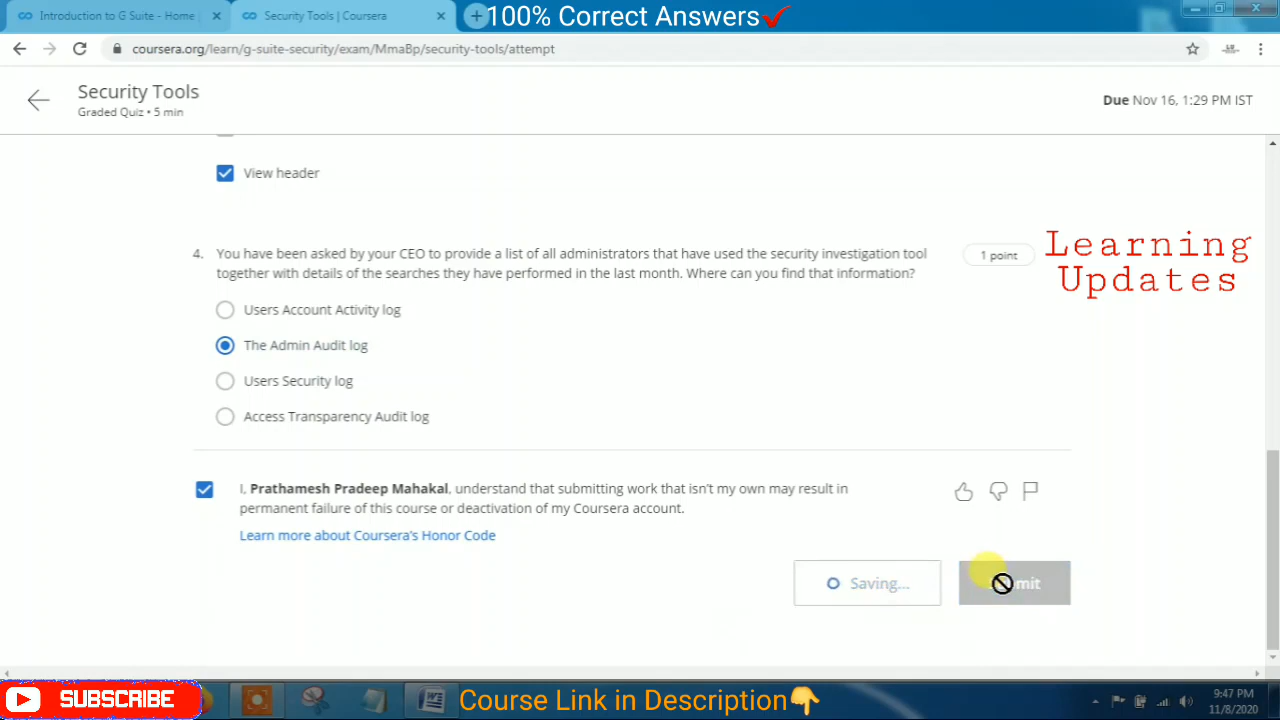 Introduction to G Suite - Home
Security Tools | Coursera
100% Correct Answers
coursera.org/learn/g-suite-security/exam/MmaBp/security-tools/attempt
Security Tools
Graded Quiz • 5 min
Due Nov 16, 1:29 PM IST
View header
4. You have been asked by your CEO to provide a list of all administrators that have used the security investigation tool
together with details of the searches they have performed in the last month. Where can you find that information?
1 point
Learning
Updates
Users Account Activity log
The Admin Audit log
Users Security log
Access Transparency Audit log
I, Prathamesh Pradeep Mahakal, understand that submitting work that isn't my own may result in
permanent failure of this course or deactivation of my Coursera account.
Learn more about Coursera's Honor Code
Saving...
SUBSCRIBE
Course Link in Description
9:47 PM
11/8/2020